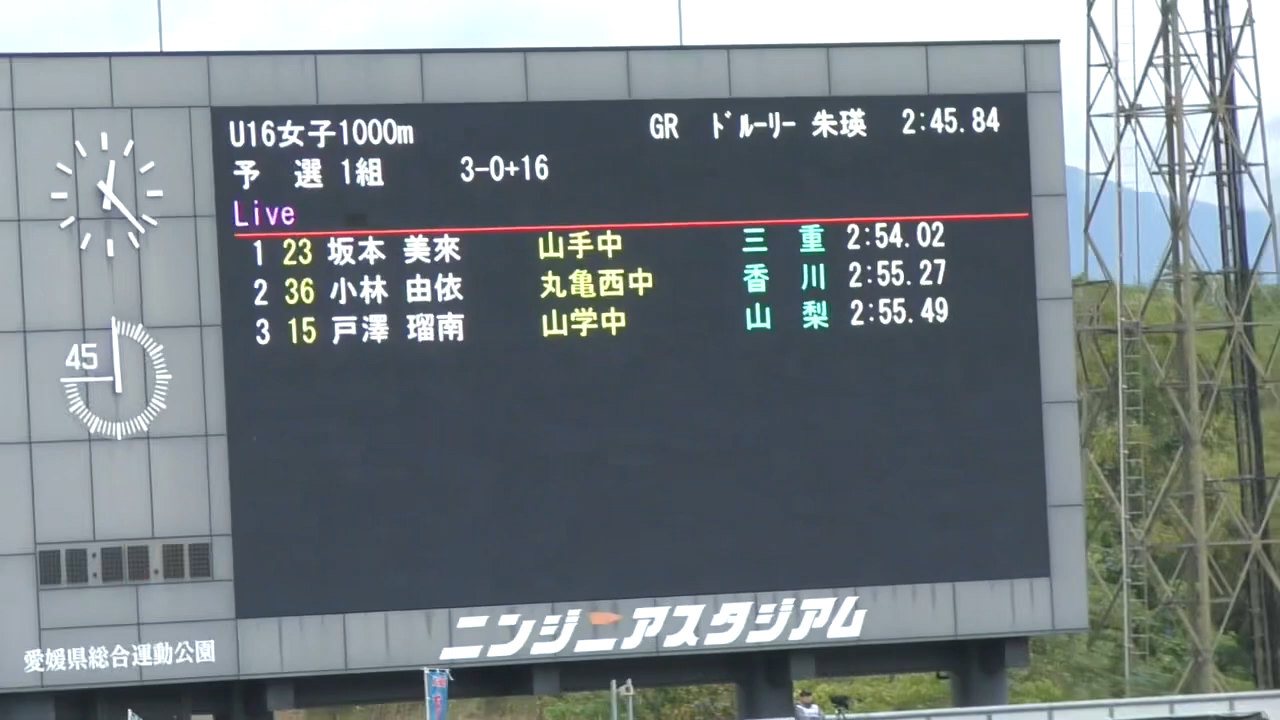 U16女子1000m GR ﾄﾞﾙｰﾘｰ 朱瑛 2:45.84
予 選 1組 3-0+16
Live
1 23 坂本 美來 山手中 三 重 2:54.02
2 36 小林 由依 丸亀西中 香 川 2:55.27
3 15 戸澤 瑠南 山学中 山 梨 2:55.49
45
ニンジニアスタジアム
愛媛県総合運動公園